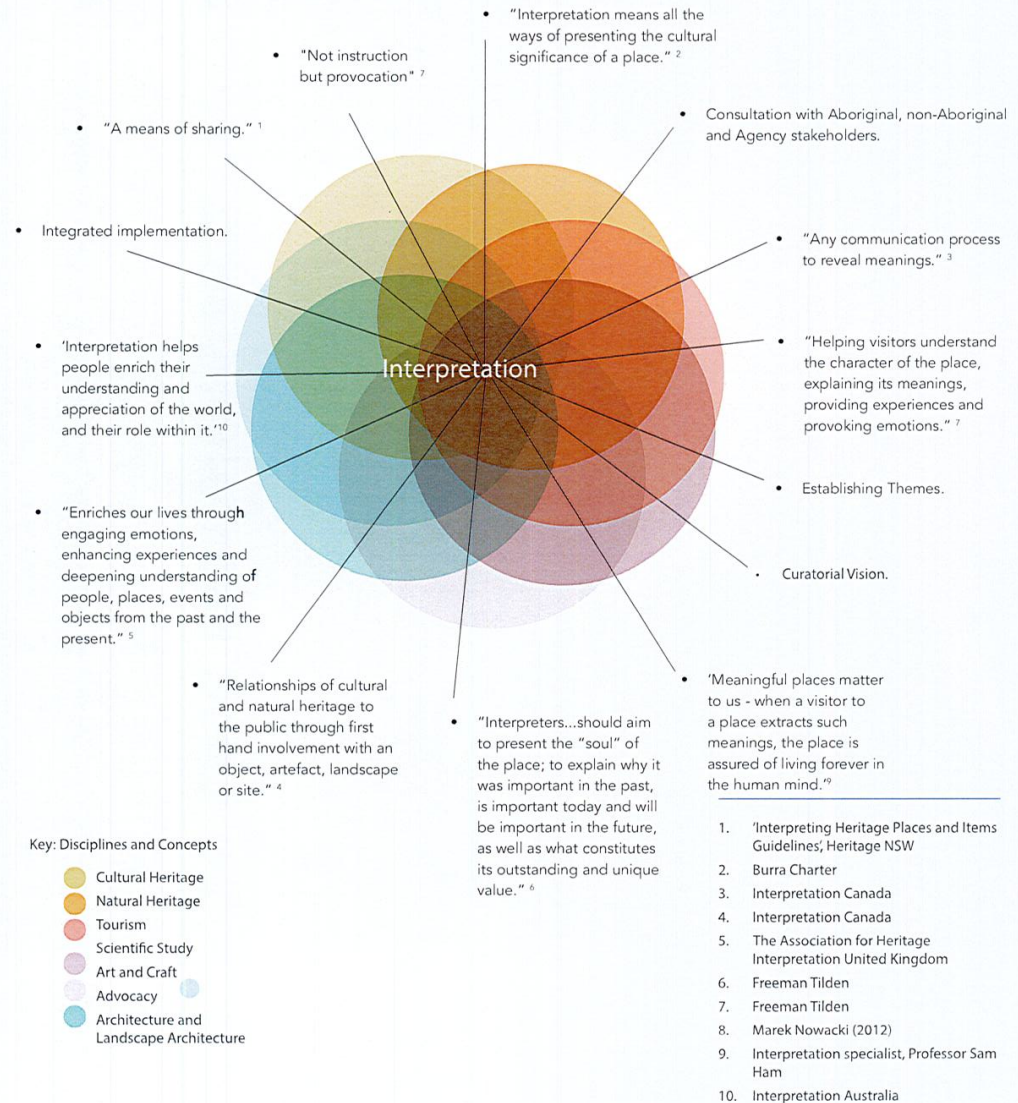 • "Interpretation means all the
ways of presenting the cultural
significance of a place." 2
• "Not instruction
but provocation" 7
• Consultation with Aboriginal, non-Aboriginal
and Agency stakeholders.
• "A means of sharing." 1
• Integrated implementation.
• "Any communication process
to reveal meanings." 3
• 'Interpretation helps
people enrich their
understanding and
appreciation of the world,
and their role within it.'10
Interpretation
• "Helping visitors understand
the character of the place,
explaining its meanings,
providing experiences and
provoking emotions." 7
• Establishing Themes.
• "Enriches our lives through
engaging emotions,
enhancing experiences and
deepening understanding of
people, places, events and
objects from the past and the
present." 5
• Curatorial Vision.
• "Relationships of cultural
and natural heritage to
the public through first
hand involvement with an
object, artefact, landscape
or site." 4
• "Interpreters...should aim
to present the "soul" of
the place; to explain why it
was important in the past,
is important today and will
be important in the future,
as well as what constitutes
its outstanding and unique
value." 6
• 'Meaningful places matter
to us - when a visitor to
a place extracts such
meanings, the place is
assured of living forever in
the human mind.'9
Key: Disciplines and Concepts
Cultural Heritage
Natural Heritage
Tourism
Scientific Study
Art and Craft
Advocacy
Architecture and
Landscape Architecture
1. 'Interpreting Heritage Places and Items
Guidelines', Heritage NSW
2. Burra Charter
3. Interpretation Canada
4. Interpretation Canada
5. The Association for Heritage
Interpretation United Kingdom
6. Freeman Tilden
7. Freeman Tilden
8. Marek Nowacki (2012)
9. Interpretation specialist, Professor Sam
Ham
10. Interpretation Australia